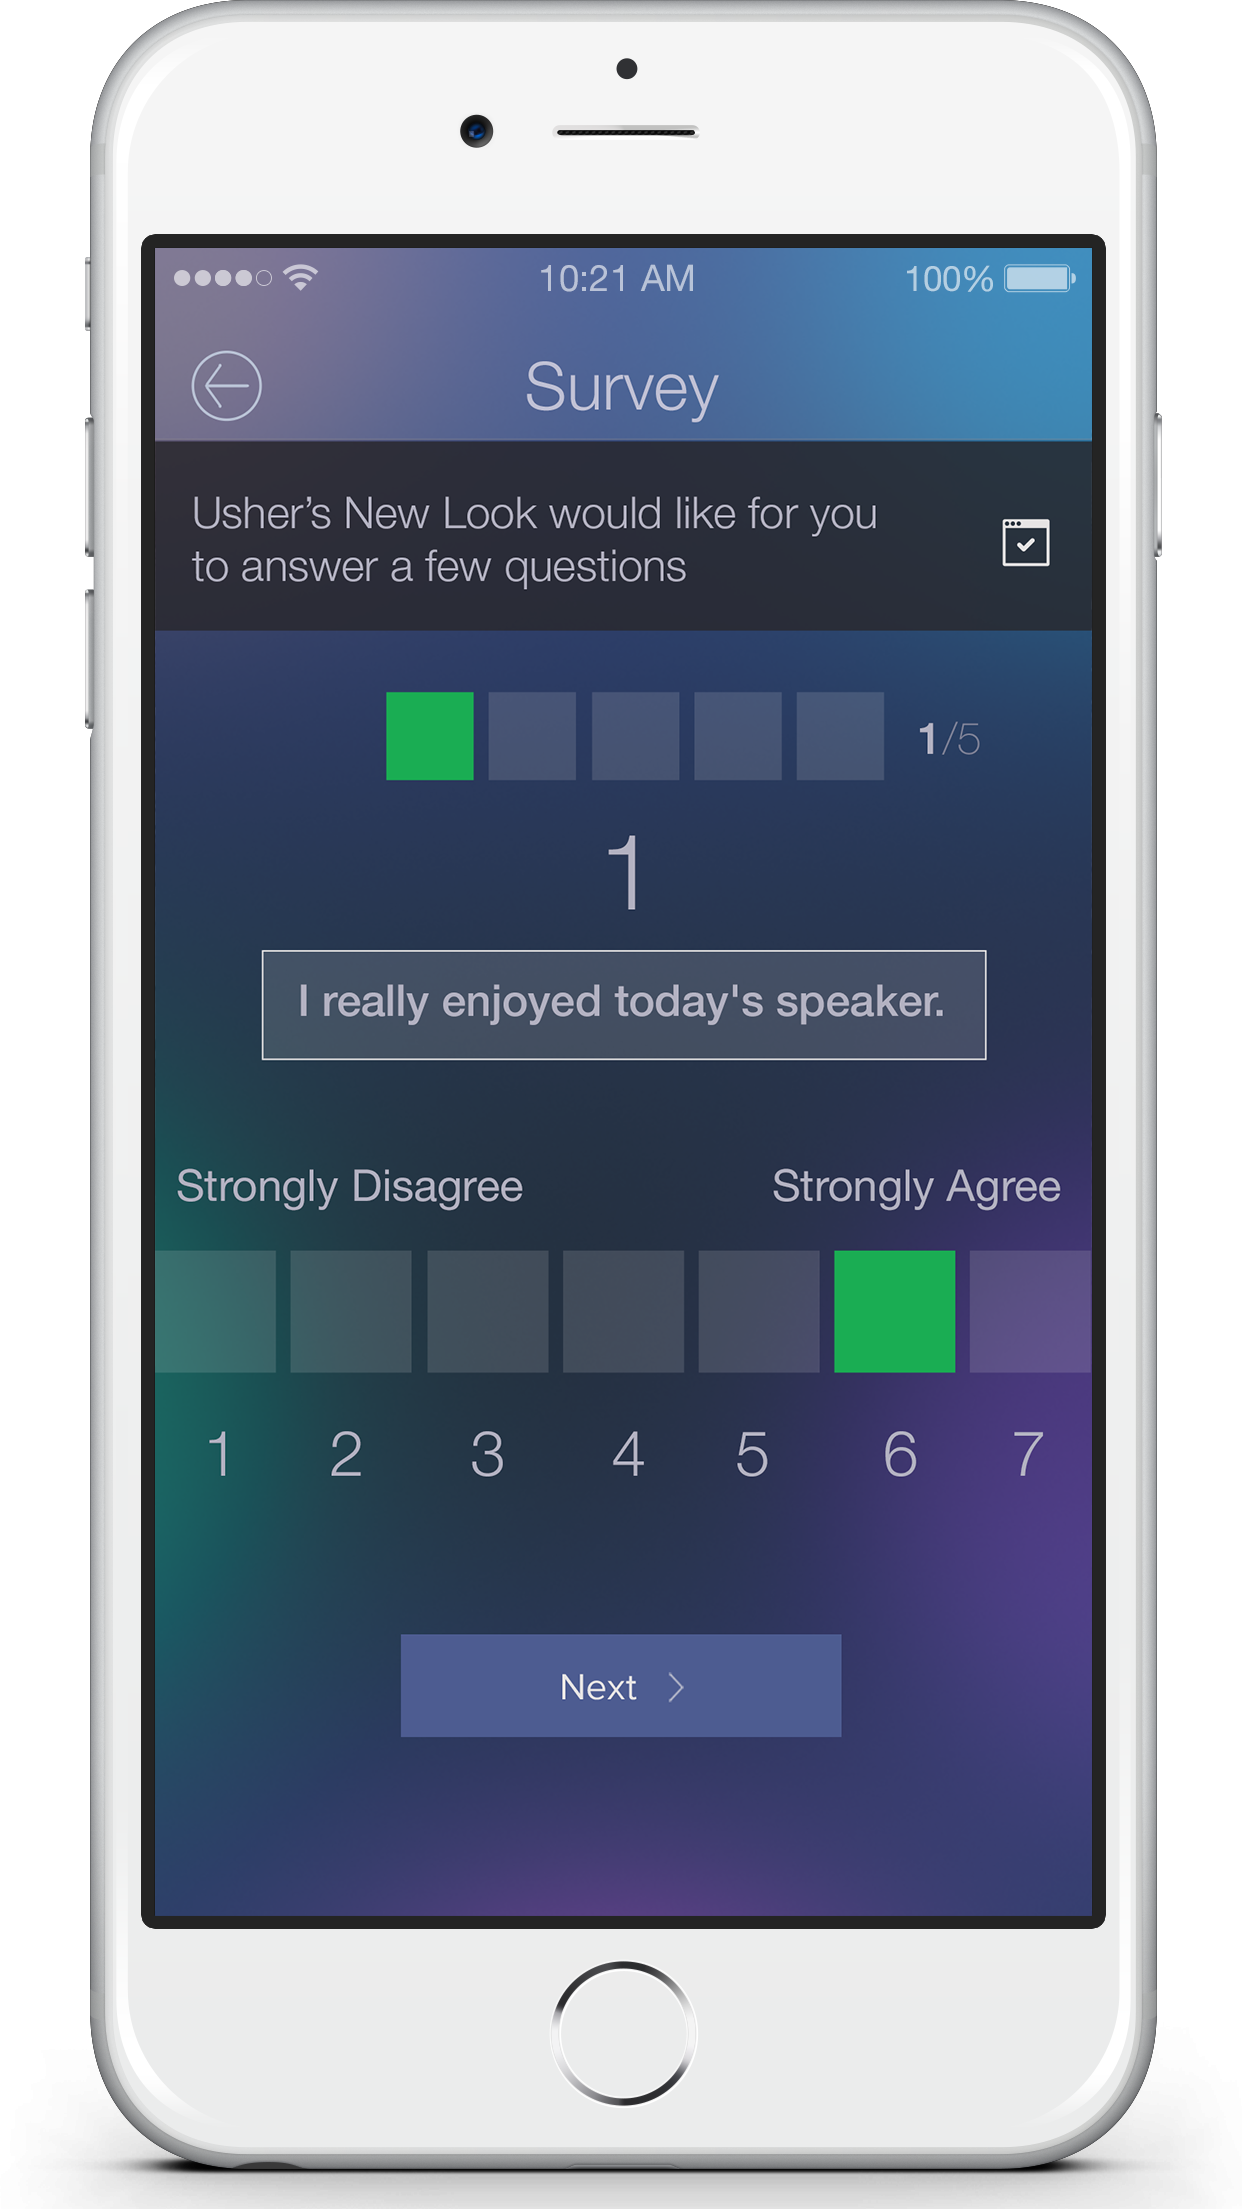 10:21 AM 100%
Survey
Usher’s New Look would like for you
to answer a few questions
1/5
1
I really enjoyed today's speaker.
Strongly Disagree Strongly Agree
1 2 3 4 5 6 7
Next